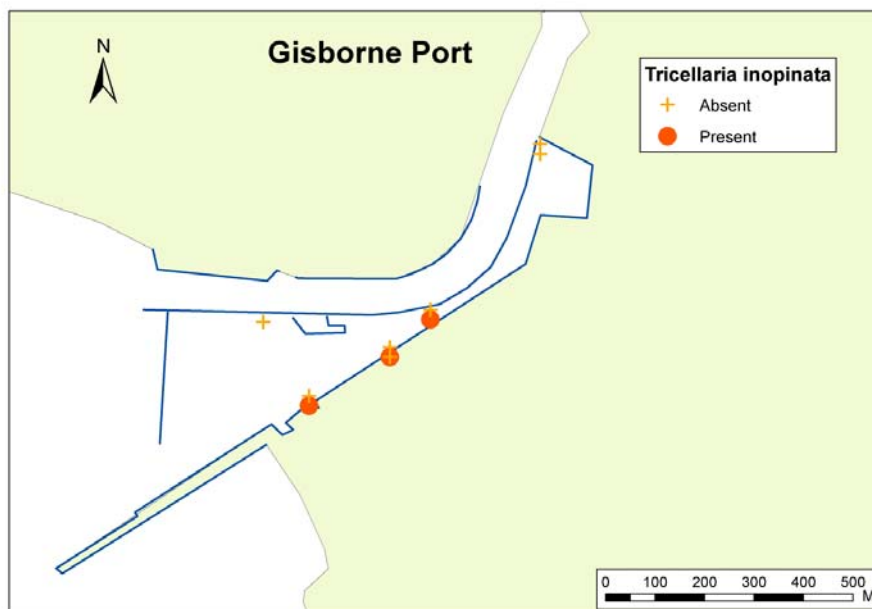 Gisborne Port
N
Tricellaria inopinata
Absent
Present
0 100 200 300 400 500
M